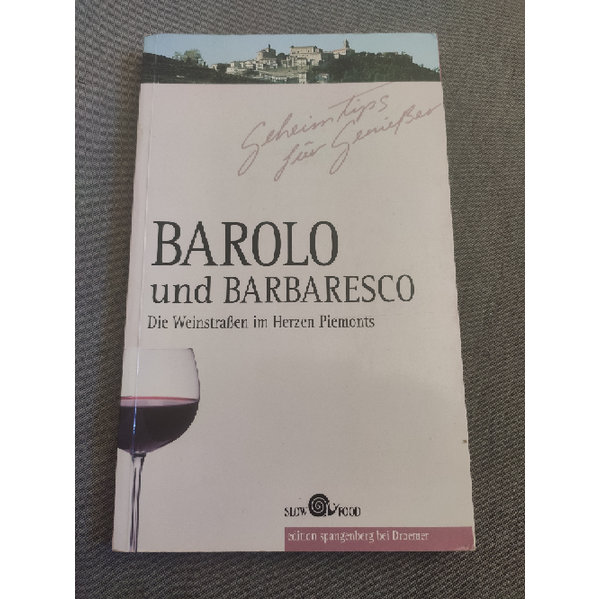 Geheimtips
für Genießer
BAROLO
und BARBARESCO
Die Weinstraßen im Herzen Piemonts
SLOW FOOD
edition spangenberg bei Droemer